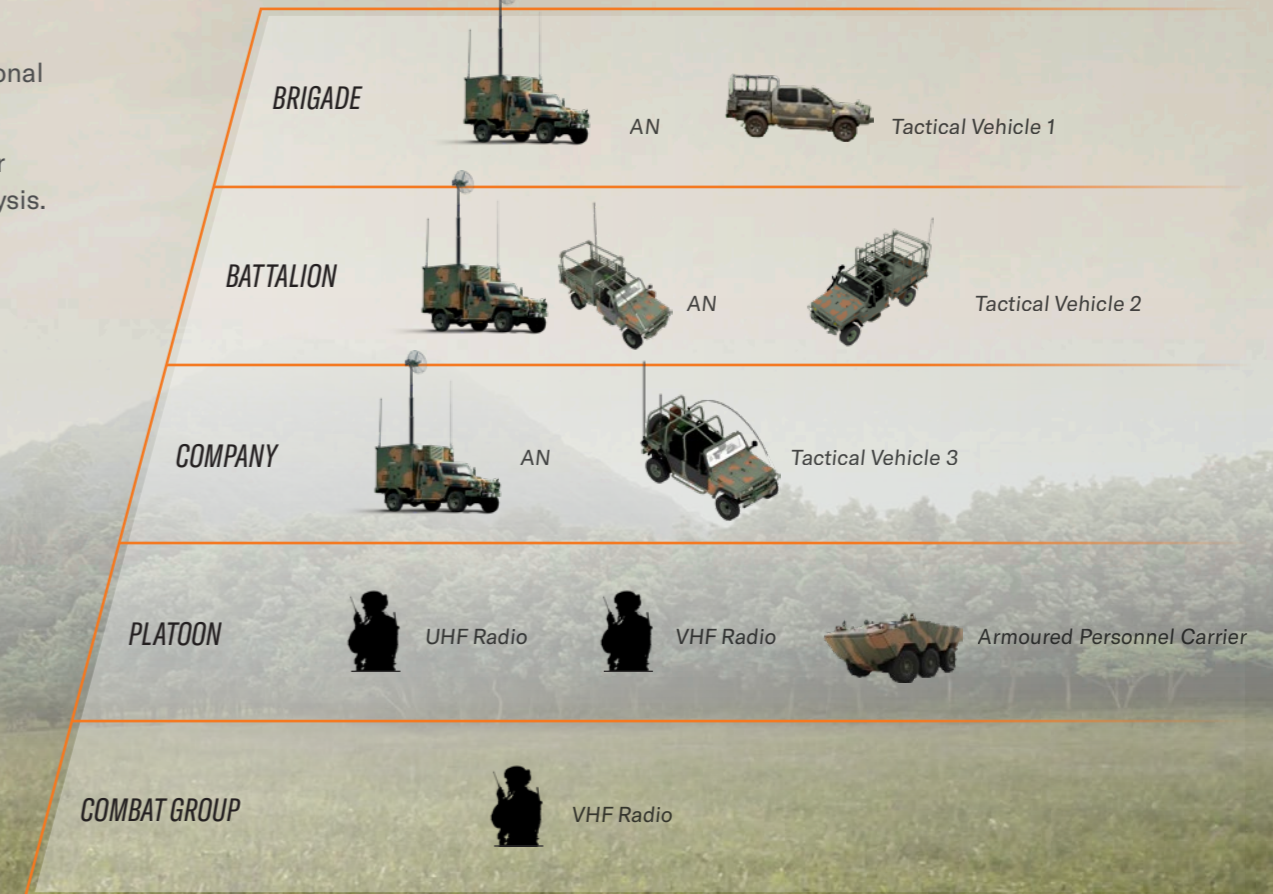 onal
r
ysis.
BRIGADE
AN
Tactical Vehicle 1
BATTALION
AN
Tactical Vehicle 2
COMPANY
AN
Tactical Vehicle 3
PLATOON
UHF Radio
VHF Radio
Armoured Personnel Carrier
COMBAT GROUP
VHF Radio